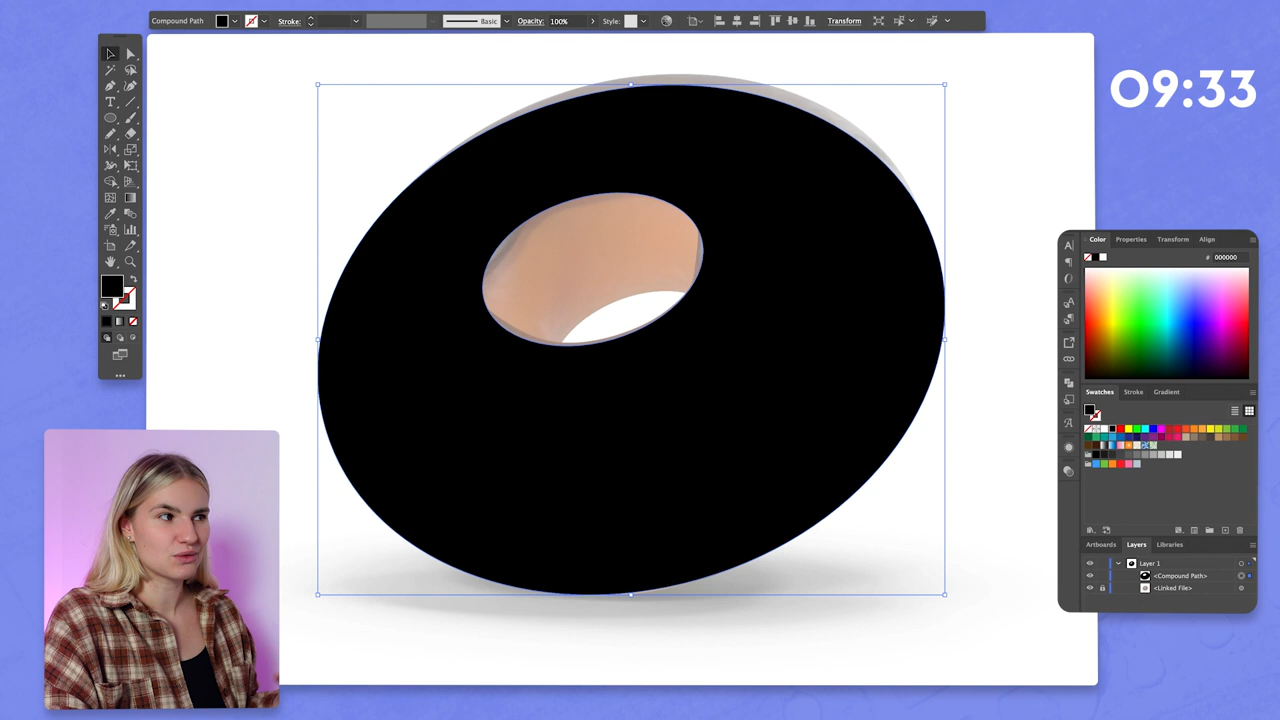 Compound Path Stroke: Basic Opacity: 100% Style: Transform
09:33
Color Properties Transform Align
# 000000
Swatches Stroke Gradient
Artboards Layers Libraries
Layer 1
<Compound Path>
<Linked File>